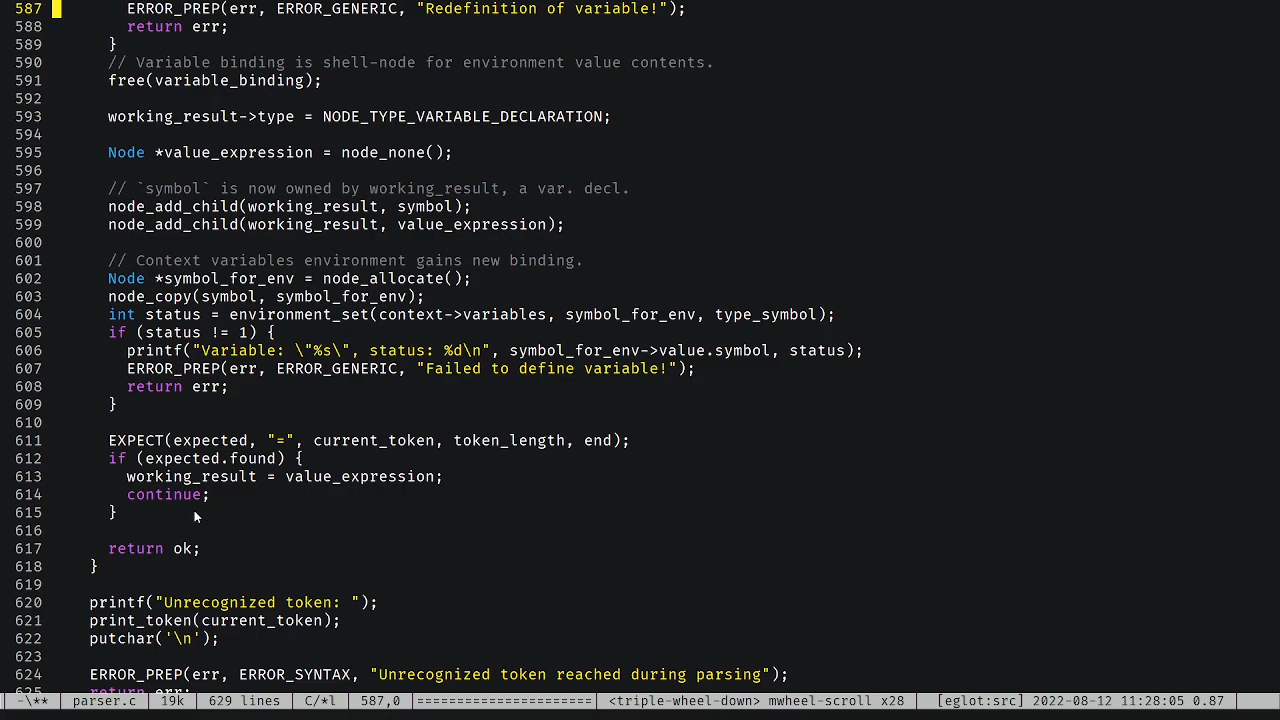 587       ERROR_PREP(err, ERROR_GENERIC, "Redefinition of variable!");
588       return err;
589     }
590     // Variable binding is shell-node for environment value contents.
591     free(variable_binding);
592
593     working_result->type = NODE_TYPE_VARIABLE_DECLARATION;
594
595     Node *value_expression = node_none();
596
597     // `symbol` is now owned by working_result, a var. decl.
598     node_add_child(working_result, symbol);
599     node_add_child(working_result, value_expression);
600
601     // Context variables environment gains new binding.
602     Node *symbol_for_env = node_allocate();
603     node_copy(symbol, symbol_for_env);
604     int status = environment_set(context->variables, symbol_for_env, type_symbol);
605     if (status != 1) {
606       printf("Variable: \"%s\", status: %d\n", symbol_for_env->value.symbol, status);
607       ERROR_PREP(err, ERROR_GENERIC, "Failed to define variable!");
608       return err;
609     }
610
611     EXPECT(expected, "=", current_token, token_length, end);
612     if (expected.found) {
613       working_result = value_expression;
614       continue;
615     }
616
617     return ok;
618   }
619
620   printf("Unrecognized token: ");
621   print_token(current_token);
622   putchar('\n');
623
624   ERROR_PREP(err, ERROR_SYNTAX, "Unrecognized token reached during parsing");
625   return err;
-\** parser.c 19k 629 lines C/*l 587,0 ====================== <triple-wheel-down> mwheel-scroll x28 [eglot:src] 2022-08-12 11:28:05 0.87